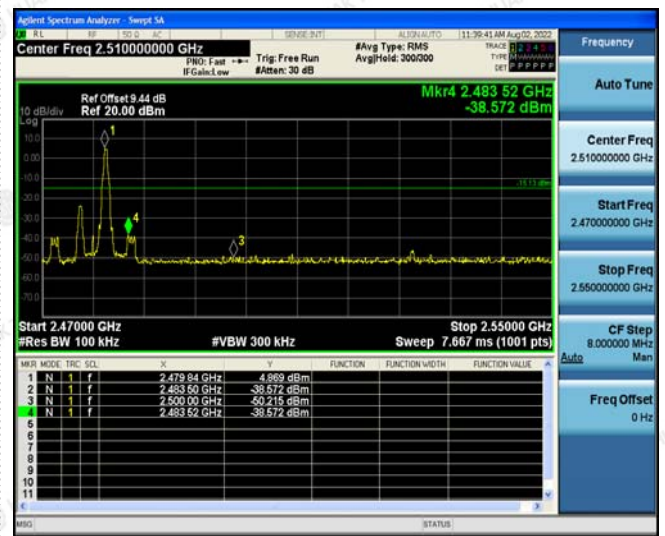 Agilent Spectrum Analyzer - Swept SA
RL RF 50 Ω AC SENSE:INT ALIGN AUTO 11:39:41 AM Aug 02, 2022
Center Freq 2.510000000 GHz
PNO: Fast Trig: Free Run
IFGain:Low #Atten: 30 dB
#Avg Type: RMS
Avg|Hold: 300/300
TRACE 1 2 3 4 5 6
TYPE M
DET P P P P P P
Ref Offset 9.44 dB
10 dB/div Ref 20.00 dBm
Log
Mkr4 2.483 52 GHz
-38.572 dBm
10.0
0.00
-10.0
-20.0
-30.0
-40.0
-50.0
-60.0
-70.0
1
4
3
-15.13 dBm
Start 2.47000 GHz Stop 2.55000 GHz
#Res BW 100 kHz #VBW 300 kHz Sweep 7.667 ms (1001 pts)
MKR MODE TRC SCL X Y FUNCTION FUNCTION WIDTH FUNCTION VALUE
1 N 1 f 2.479 84 GHz 4.869 dBm
2 N 1 f 2.483 50 GHz -38.572 dBm
3 N 1 f 2.500 00 GHz -50.215 dBm
4 N 1 f 2.483 52 GHz -38.572 dBm
5
6
7
8
9
10
11
MSG STATUS
Frequency
Auto Tune
Center Freq
2.510000000 GHz
Start Freq
2.470000000 GHz
Stop Freq
2.550000000 GHz
CF Step
8.000000 MHz
Auto Man
Freq Offset
0 Hz